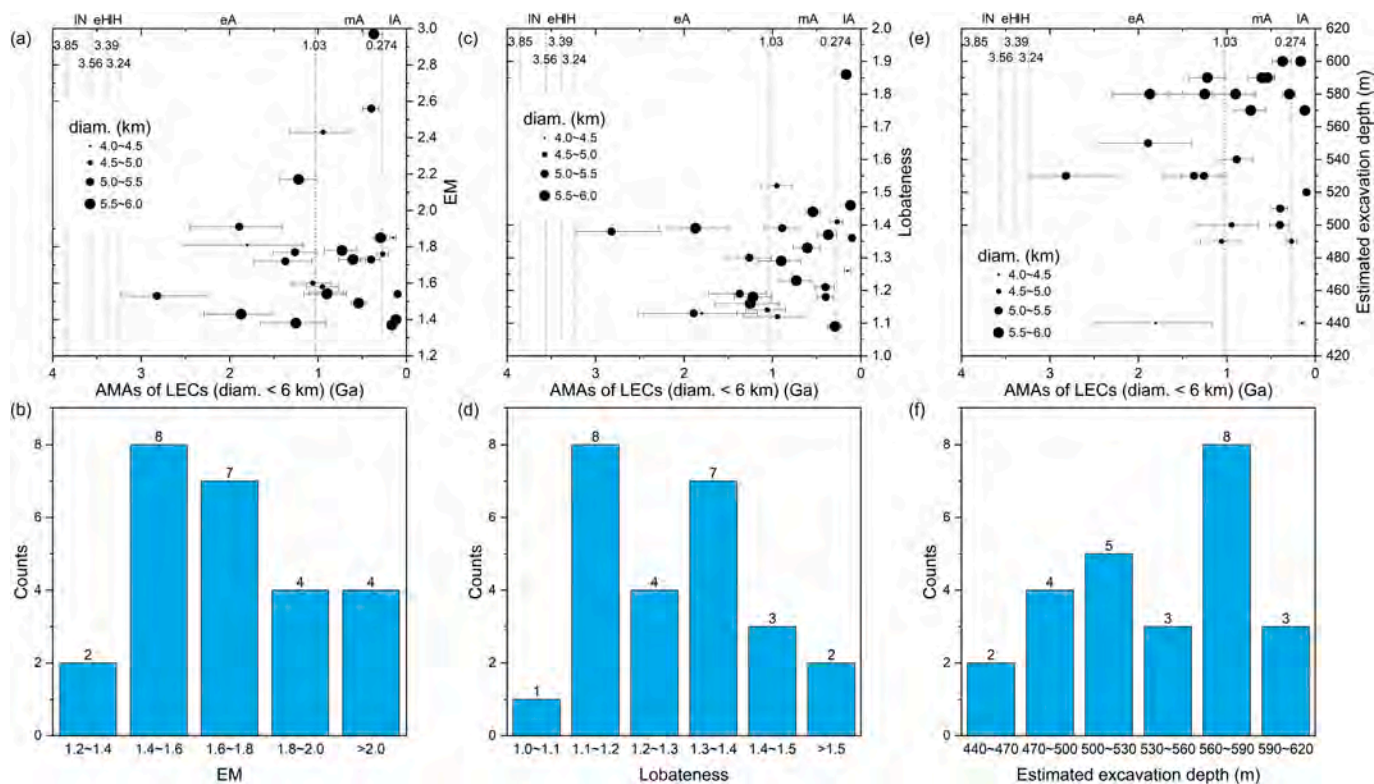 lN eHlH eA mA lA
(a)
3.85 3.39 1.03 0.274
3.56 3.24
diam. (km)
4.0~4.5
4.5~5.0
5.0~5.5
5.5~6.0
3.0
2.8
2.6
2.4
2.2
2.0
1.8
1.6
1.4
1.2
EM
4 3 2 1 0
AMAs of LECs (diam. < 6 km) (Ga)
lN eHlH eA mA lA
(c)
3.85 3.39 1.03 0.274
3.56 3.24
diam. (km)
4.0~4.5
4.5~5.0
5.0~5.5
5.5~6.0
2.0
1.9
1.8
1.7
1.6
1.5
1.4
1.3
1.2
1.1
1.0
Lobateness
4 3 2 1 0
AMAs of LECs (diam. < 6 km) (Ga)
lN eHlH eA mA lA
(e)
3.85 3.39 1.03 0.274
3.56 3.24
diam. (km)
4.0~4.5
4.5~5.0
5.0~5.5
5.5~6.0
620
600
580
560
540
520
500
480
460
440
420
Estimated excavation depth (m)
4 3 2 1 0
AMAs of LECs (diam. < 6 km) (Ga)
(b)
8
6
4
2
0
Counts
2 8 7 4 4
1.2~1.4 1.4~1.6 1.6~1.8 1.8~2.0 >2.0
EM
(d)
8
6
4
2
0
Counts
1 8 4 7 3 2
1.0~1.1 1.1~1.2 1.2~1.3 1.3~1.4 1.4~1.5 >1.5
Lobateness
(f)
8
6
4
2
0
Counts
2 4 5 3 8 3
440~470 470~500 500~530 530~560 560~590 590~620
Estimated excavation depth (m)